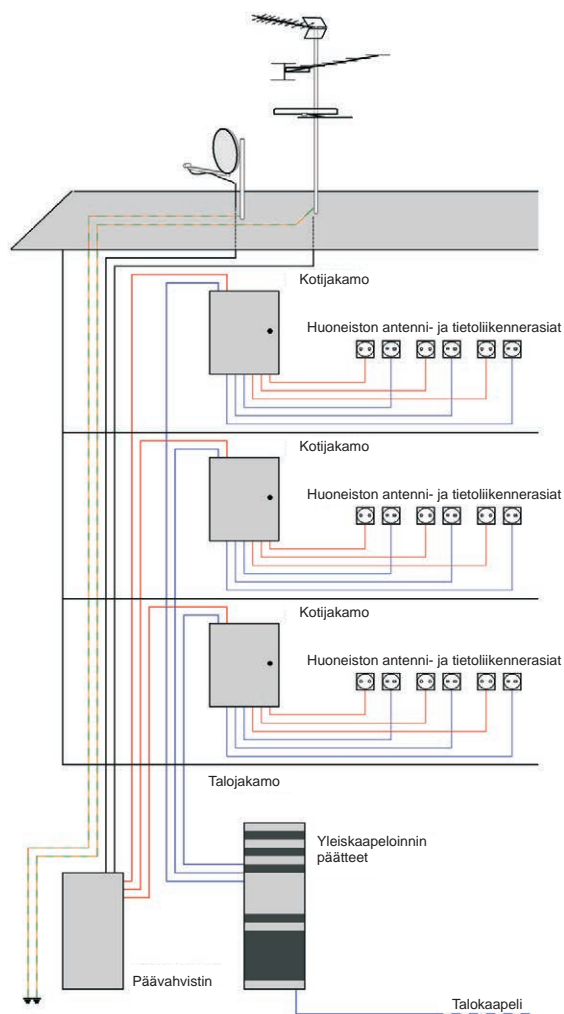 Kotijakamo
Huoneiston antenni- ja tietoliikennerasiat
Kotijakamo
Huoneiston antenni- ja tietoliikennerasiat
Kotijakamo
Huoneiston antenni- ja tietoliikennerasiat
Talojakamo
Yleiskaapeloinnin
päätteet
Päävahvistin
Talokaapeli